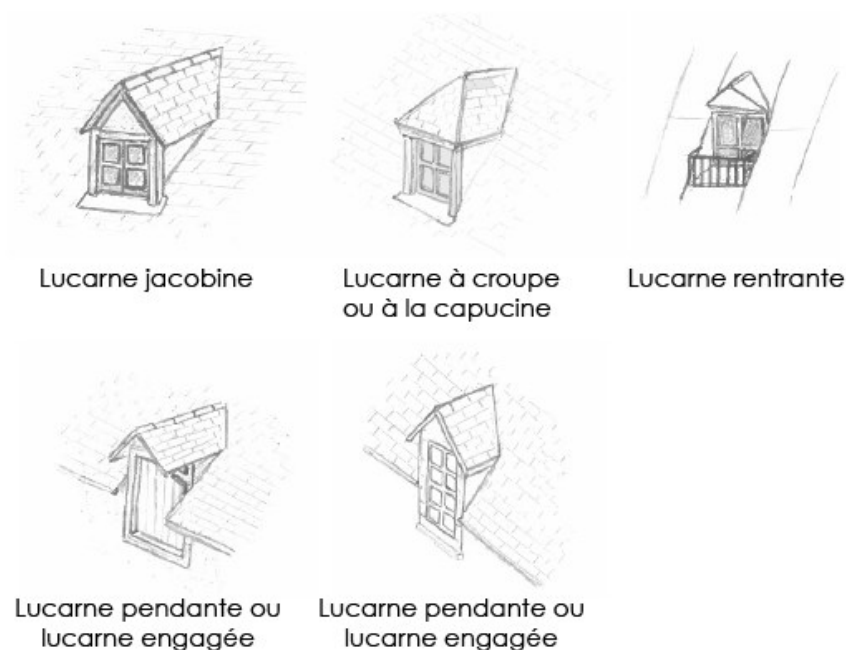 Lucarne jacobine
Lucarne à croupe
ou à la capucine
Lucarne rentrante
Lucarne pendante ou
lucarne engagée
Lucarne pendante ou
lucarne engagée